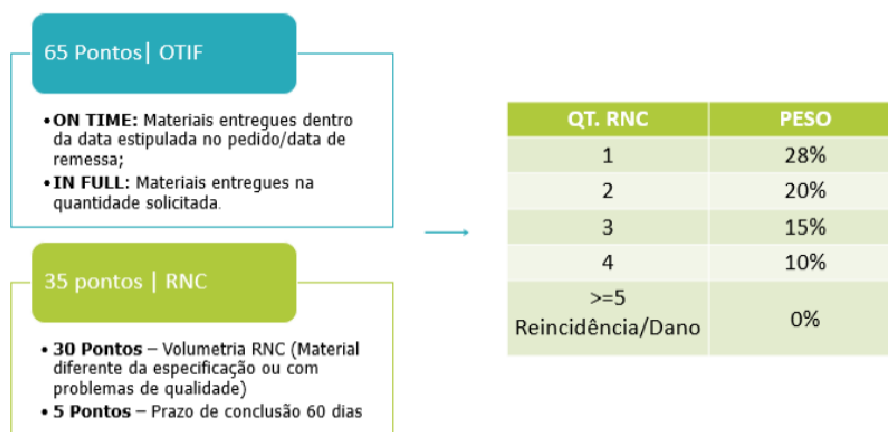 65 Pontos| OTIF
• ON TIME: Materiais entregues dentro
da data estipulada no pedido/data de
remessa;
• IN FULL: Materiais entregues na
quantidade solicitada.
35 pontos | RNC
• 30 Pontos – Volumetria RNC (Material
diferente da especificação ou com
problemas de qualidade)
• 5 Pontos – Prazo de conclusão 60 dias
QT. RNC PESO
1 28%
2 20%
3 15%
4 10%
>=5
Reincidência/Dano 0%